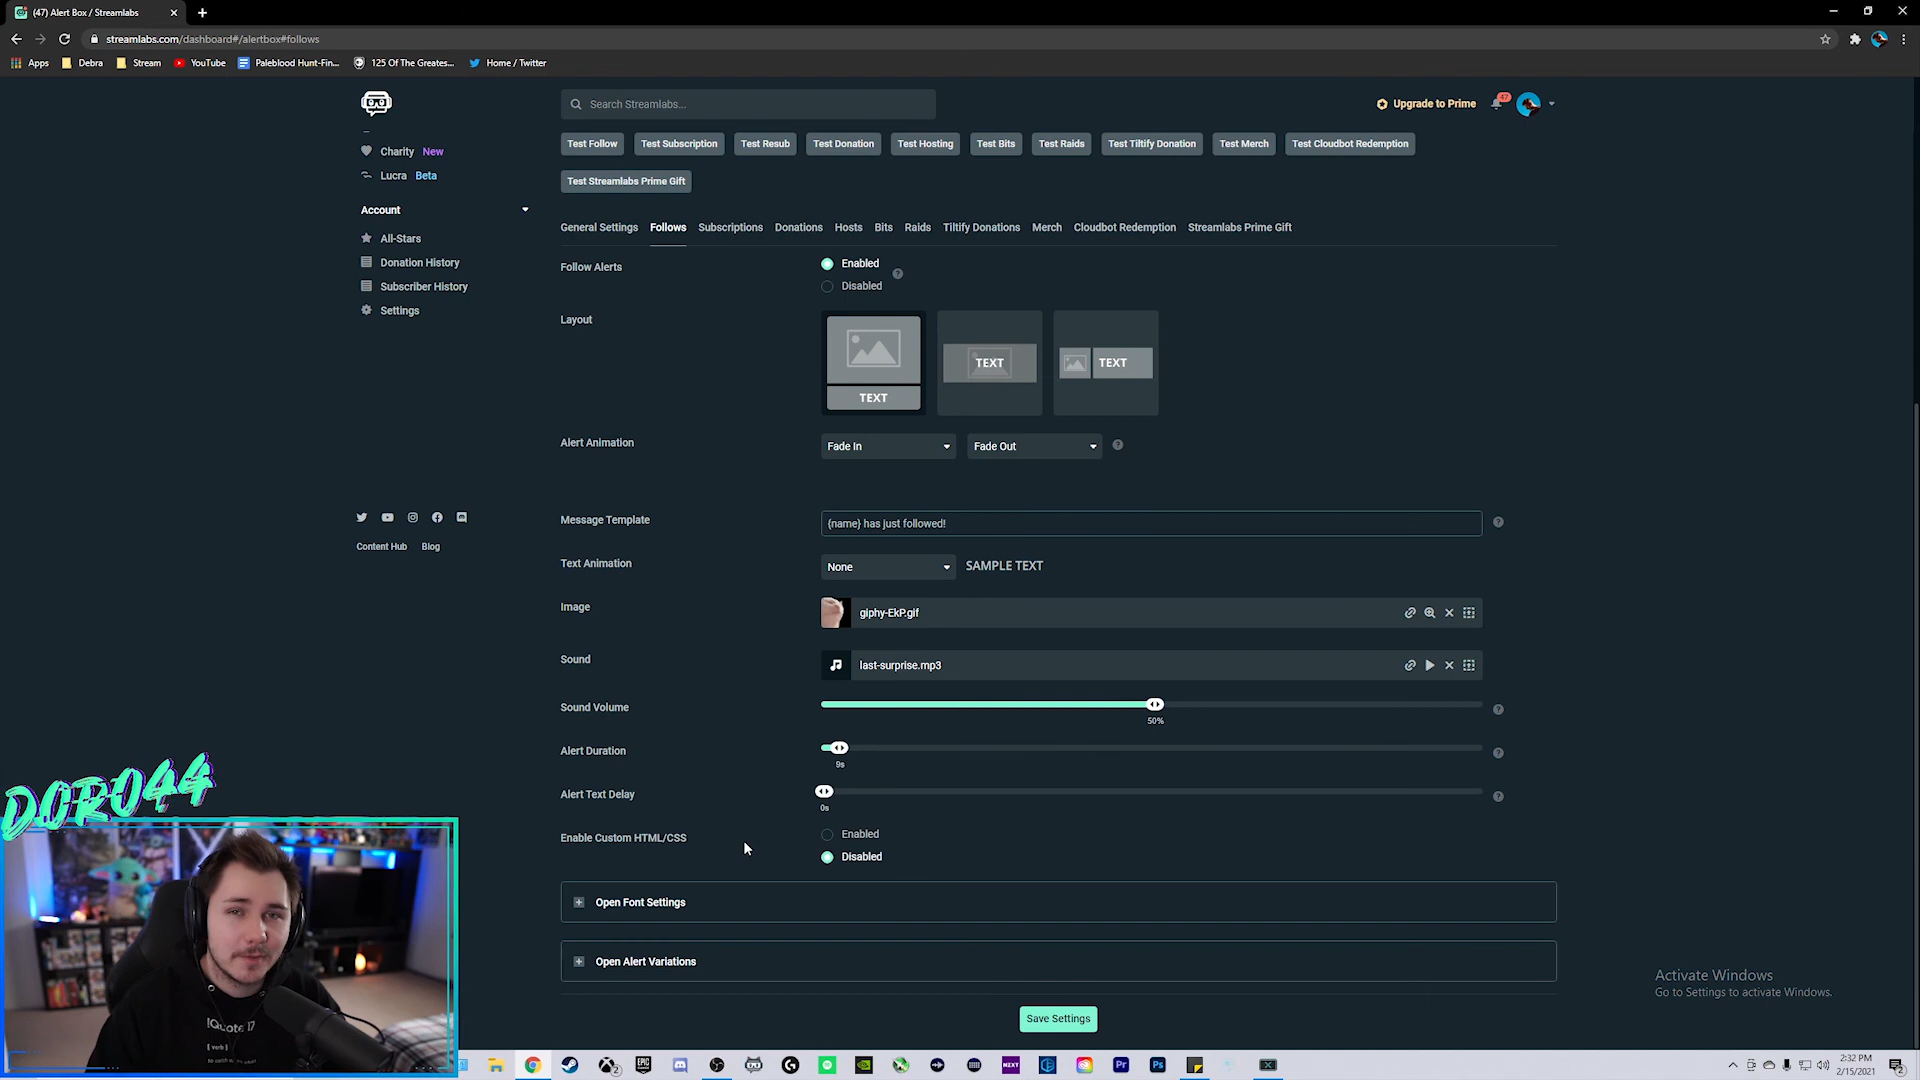 (47) Alert Box / Streamlabs
streamlabs.com/dashboard#/alertbox#follows
Apps
Debra
Stream
YouTube
Paleblood Hunt-Fin...
125 Of The Greates...
Home / Twitter
Search Streamlabs...
Upgrade to Prime
47
Charity New
Lucra Beta
Account
All-Stars
Donation History
Subscriber History
Settings
Content Hub
Blog
Test Follow
Test Subscription
Test Resub
Test Donation
Test Hosting
Test Bits
Test Raids
Test Tiltify Donation
Test Merch
Test Cloudbot Redemption
Test Streamlabs Prime Gift
General Settings
Follows
Subscriptions
Donations
Hosts
Bits
Raids
Tiltify Donations
Merch
Cloudbot Redemption
Streamlabs Prime Gift
Follow Alerts
Enabled
Disabled
Layout
TEXT
TEXT
TEXT
Alert Animation
Fade In
Fade Out
Message Template
{name} has just followed!
Text Animation
None
SAMPLE TEXT
Image
giphy-EkP.gif
Sound
last-surprise.mp3
Sound Volume
50%
Alert Duration
9s
Alert Text Delay
0s
Enable Custom HTML/CSS
Enabled
Disabled
Open Font Settings
Open Alert Variations
Save Settings
DORO44
!Quote 17
[ verb ]
Activate Windows
Go to Settings to activate Windows.
EPIC
NZXT
Pr
Ps
2:32 PM
2/15/2021